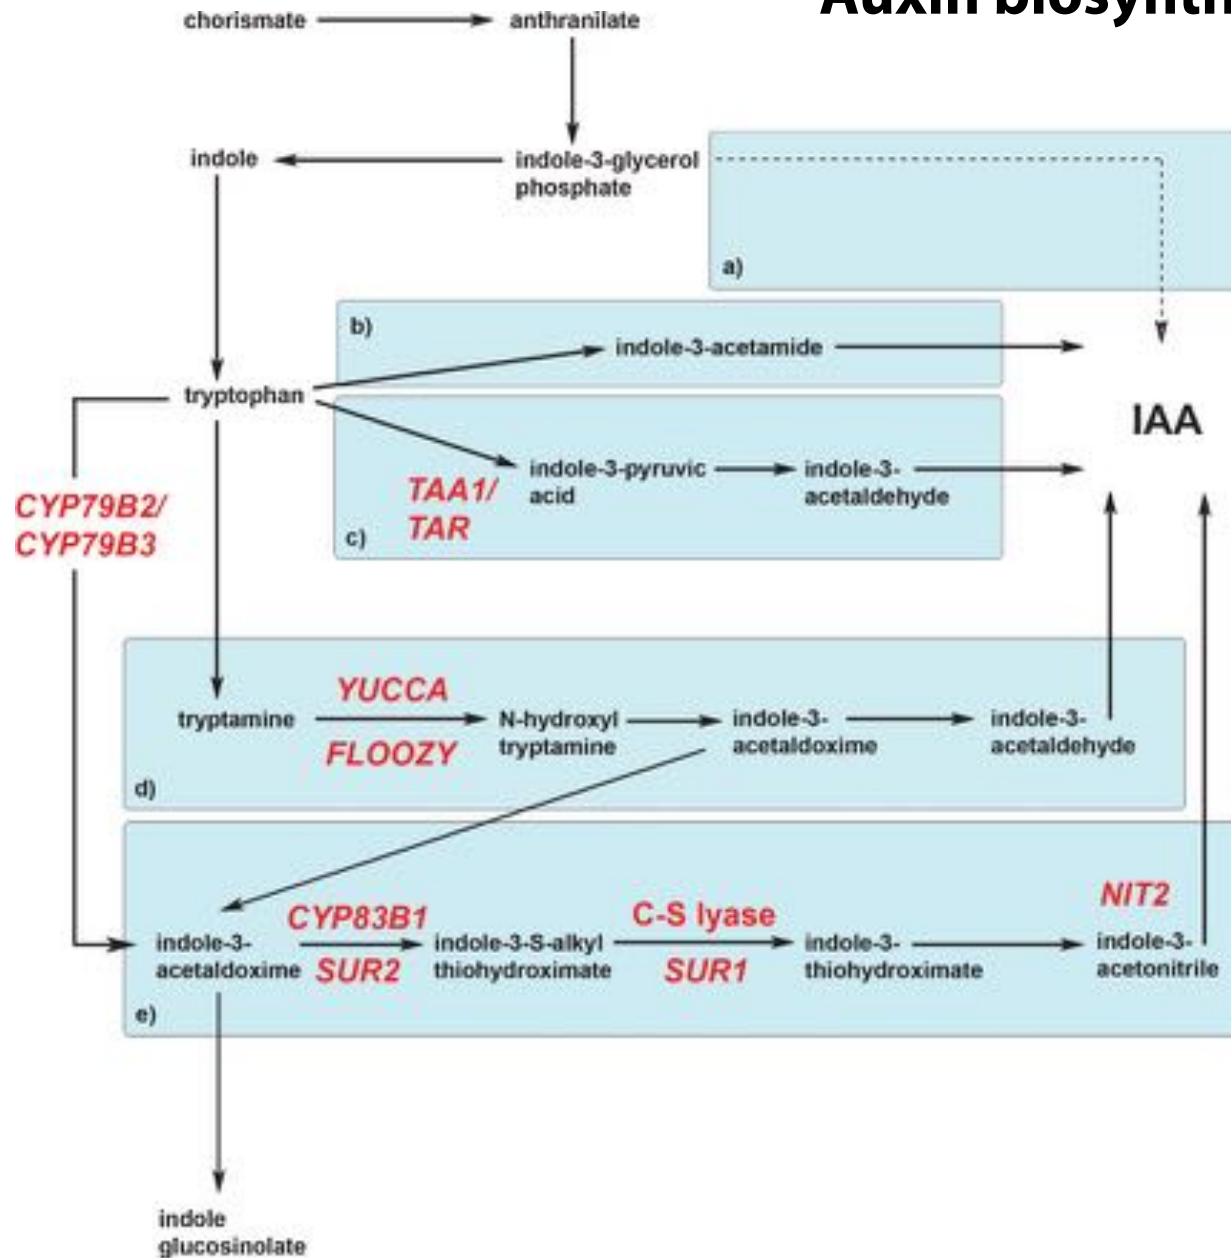 Auxin biosynth
chorismate
anthranilate
indole
indole-3-glycerol
phosphate
a)
b)
indole-3-acetamide
tryptophan
IAA
indole-3-pyruvic
acid
indole-3-
acetaldehyde
TAA1/
TAR
c)
CYP79B2/
CYP79B3
YUCCA
tryptamine
N-hydroxyl
tryptamine
indole-3-
acetaldoxime
indole-3-
acetaldehyde
FLOOZY
d)
NIT2
CYP83B1
C-S lyase
indole-3-
acetaldoxime
indole-3-S-alkyl
thiohydroximate
indole-3-
thiohydroximate
indole-3-
acetonitrile
SUR2
SUR1
e)
indole
glucosinolate